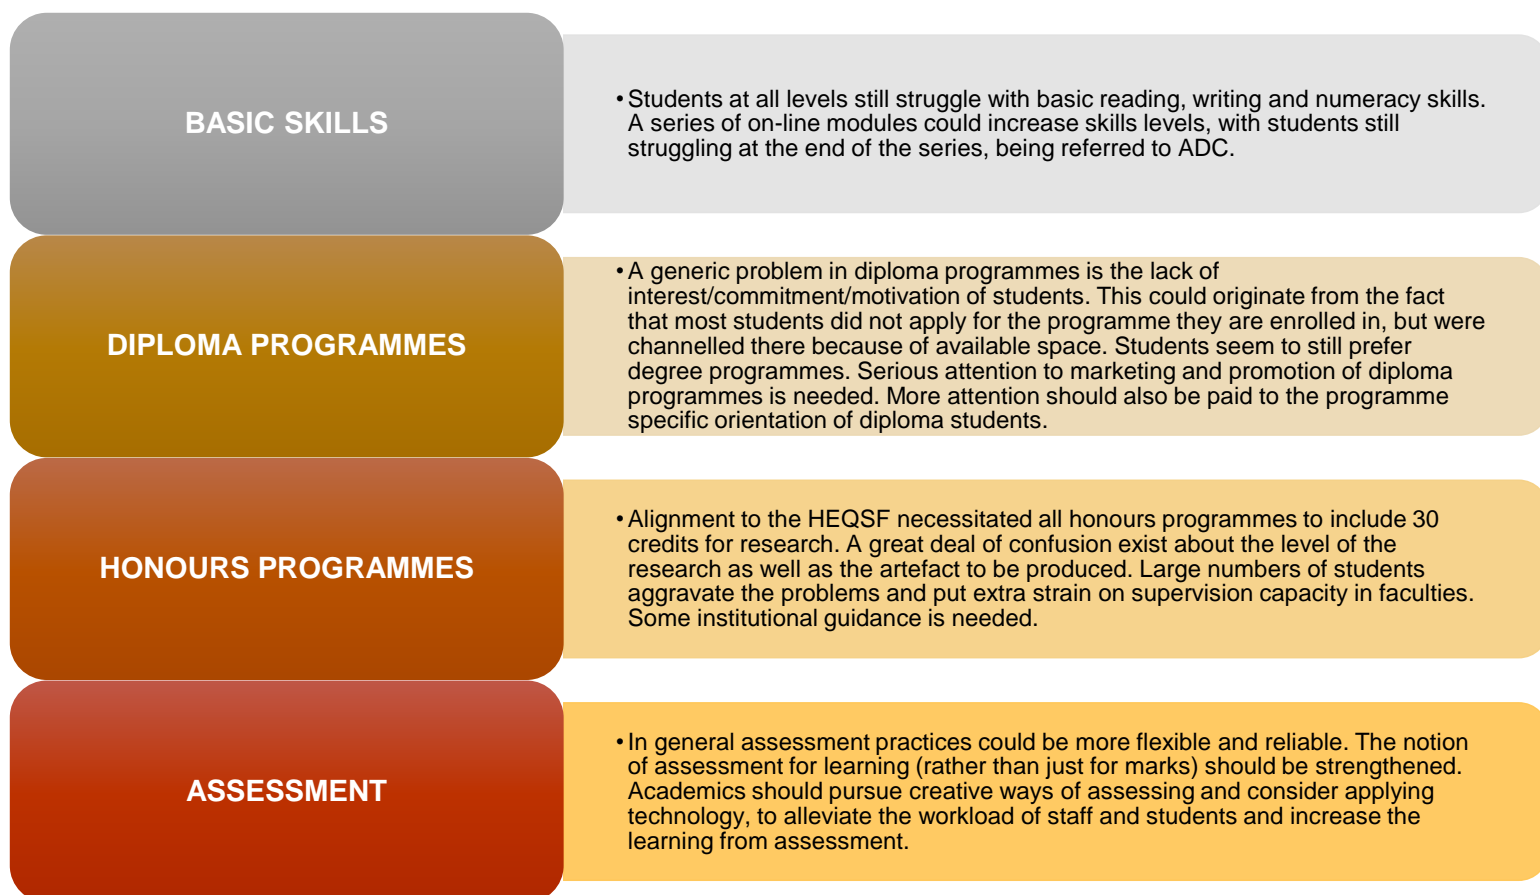 BASIC SKILLS
• Students at all levels still struggle with basic reading, writing and numeracy skills.
A series of on-line modules could increase skills levels, with students still
struggling at the end of the series, being referred to ADC.
DIPLOMA PROGRAMMES
• A generic problem in diploma programmes is the lack of
interest/commitment/motivation of students. This could originate from the fact
that most students did not apply for the programme they are enrolled in, but were
channelled there because of available space. Students seem to still prefer
degree programmes. Serious attention to marketing and promotion of diploma
programmes is needed. More attention should also be paid to the programme
specific orientation of diploma students.
HONOURS PROGRAMMES
• Alignment to the HEQSF necessitated all honours programmes to include 30
credits for research. A great deal of confusion exist about the level of the
research as well as the artefact to be produced. Large numbers of students
aggravate the problems and put extra strain on supervision capacity in faculties.
Some institutional guidance is needed.
ASSESSMENT
• In general assessment practices could be more flexible and reliable. The notion
of assessment for learning (rather than just for marks) should be strengthened.
Academics should pursue creative ways of assessing and consider applying
technology, to alleviate the workload of staff and students and increase the
learning from assessment.